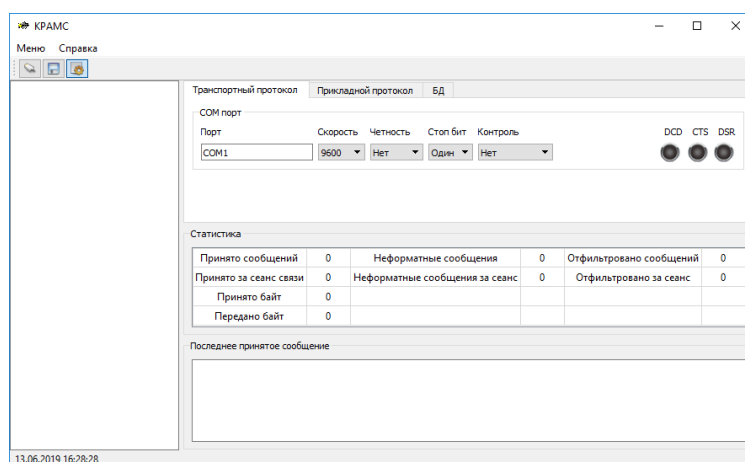 КРАМС
Меню Справка
Транспортный протокол Прикладной протокол БД
COM порт
Порт Скорость Четность Стоп бит Контроль DCD CTS DSR
COM1 9600 Нет Один Нет
Статистика
Принято сообщений 0 Неформатные сообщения 0 Отфильтровано сообщений 0
Принято за сеанс связи 0 Неформатные сообщения за сеанс 0 Отфильтровано за сеанс 0
Принято байт 0
Передано байт 0
Последнее принятое сообщение
13.06.2019 16:28:28